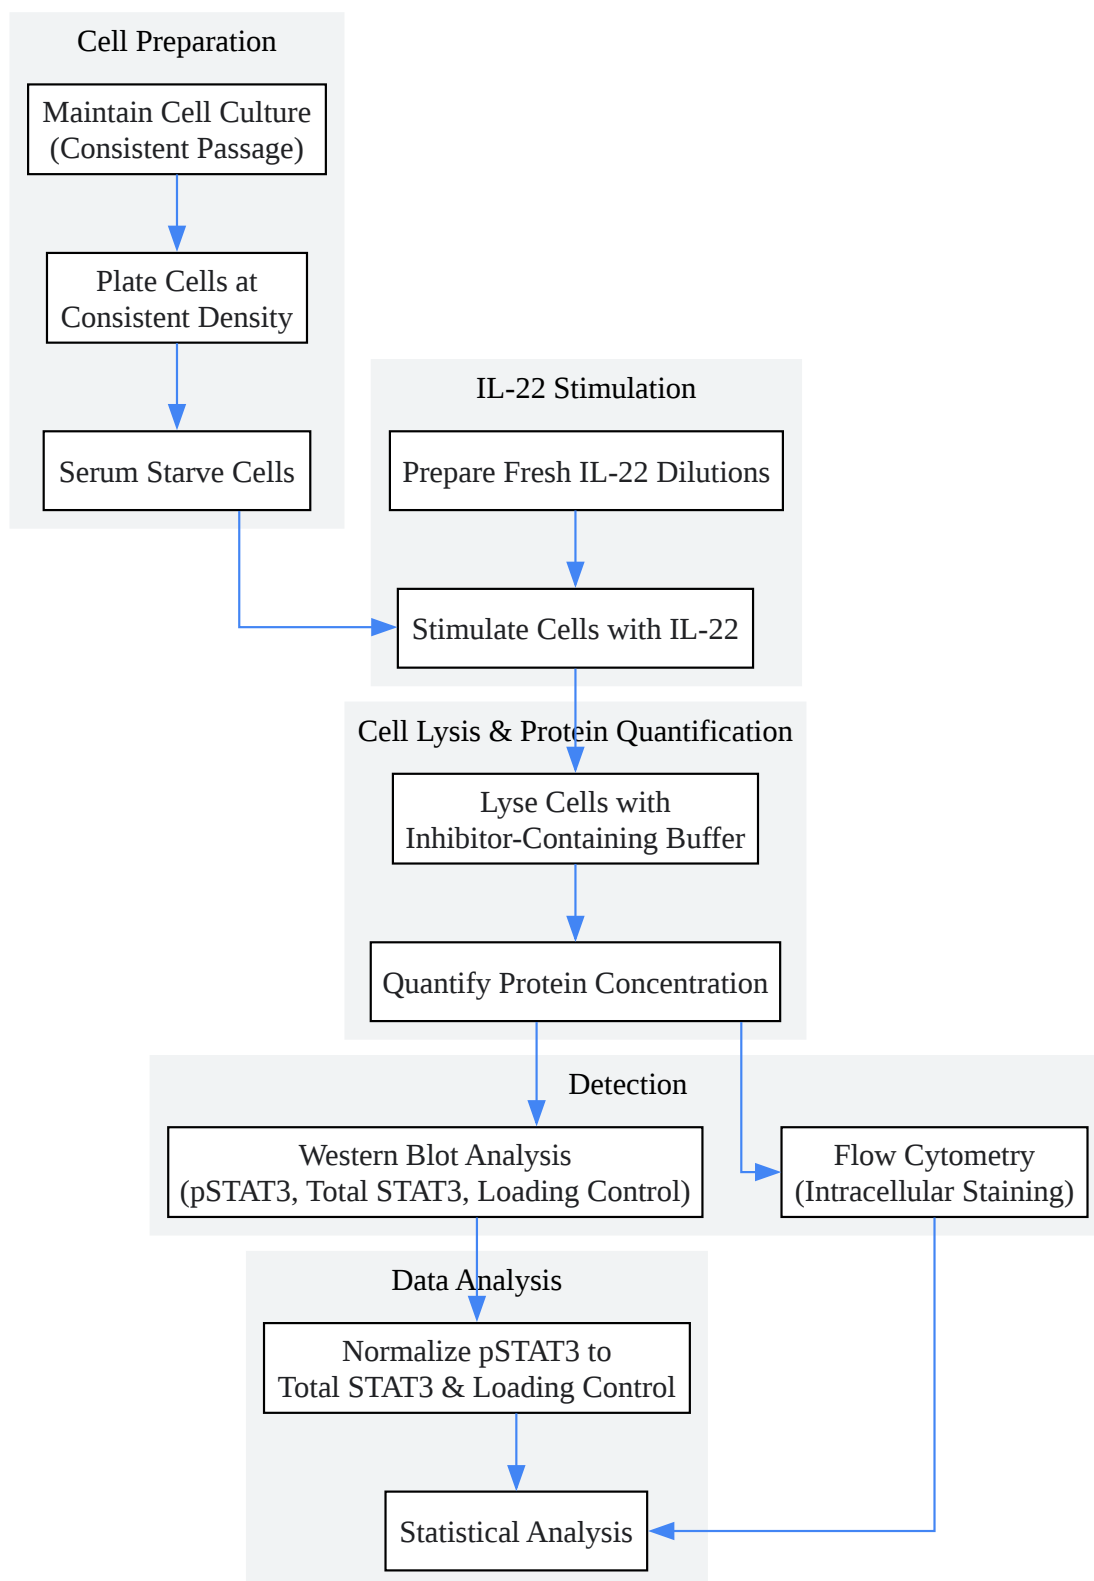 Cell Preparation
Maintain Cell Culture
(Consistent Passage)
Plate Cells at
Consistent Density
Serum Starve Cells
IL-22 Stimulation
Prepare Fresh IL-22 Dilutions
Stimulate Cells with IL-22
Cell Lysis & Protein Quantification
Lyse Cells with
Inhibitor-Containing Buffer
Quantify Protein Concentration
Detection
Western Blot Analysis
(pSTAT3, Total STAT3, Loading Control)
Flow Cytometry
(Intracellular Staining)
Data Analysis
Normalize pSTAT3 to
Total STAT3 & Loading Control
Statistical Analysis